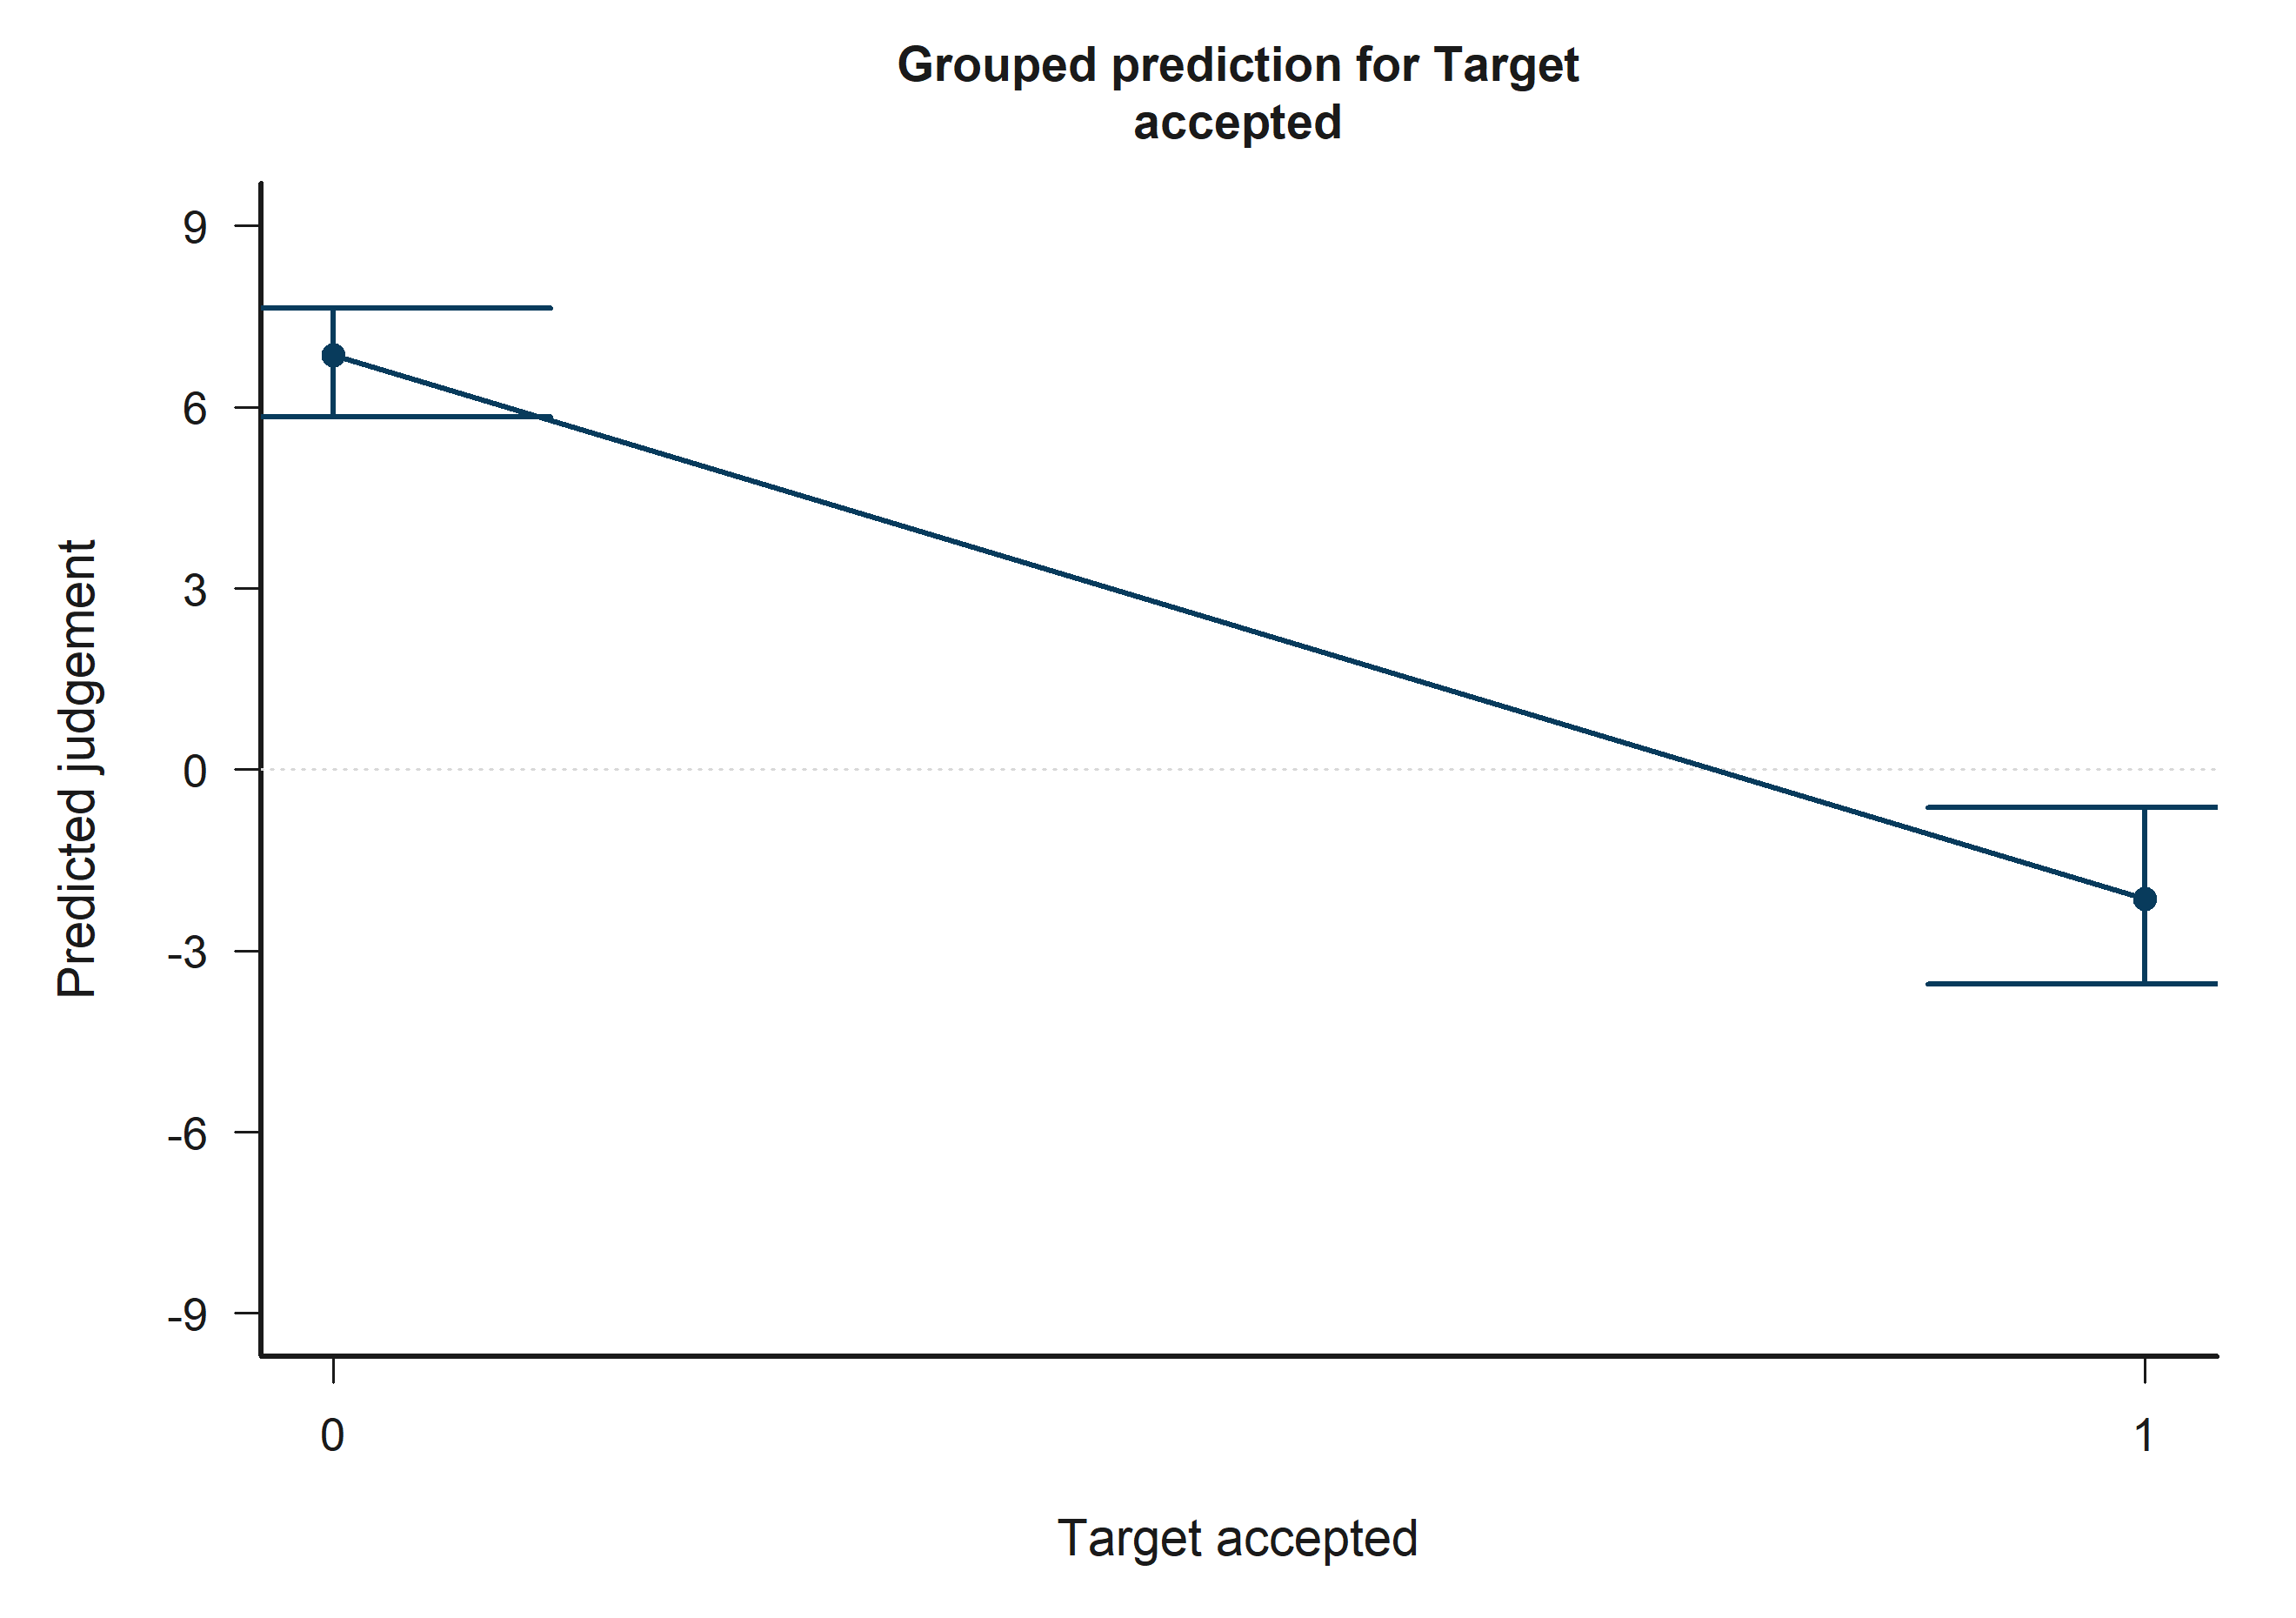 Grouped prediction for Target
accepted
9
6
3
0
-3
-6
-9
Predicted judgement
0 1
Target accepted